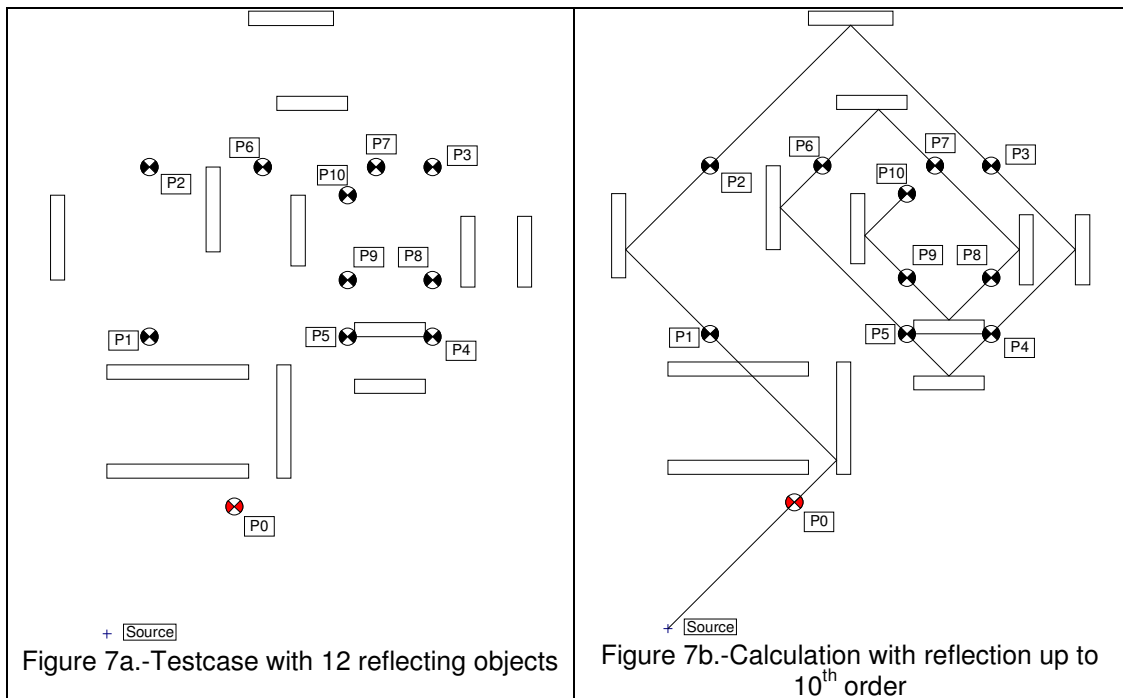 P6
P7
P3
P2
P10
P9
P8
P1
P5
P4
P0
Source
Figure 7a.-Testcase with 12 reflecting objects
P6
P7
P3
P2
P10
P9
P8
P1
P5
P4
P0
Source
Figure 7b.-Calculation with reflection up to
10th order